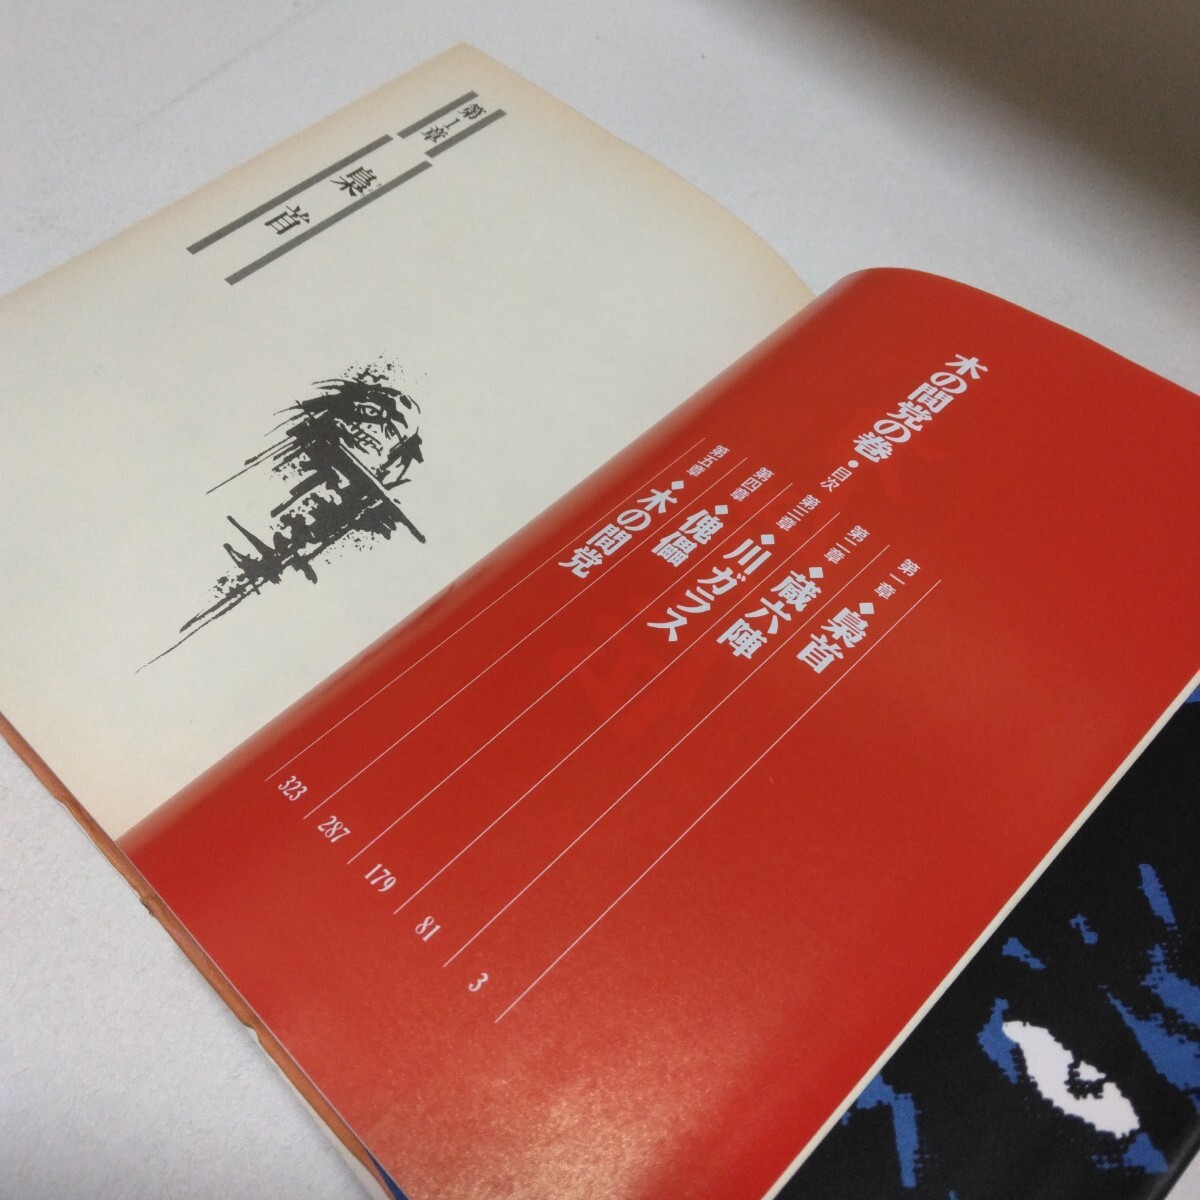 木の間党の巻・目次
第一章◆梟首 3
第二章◆蔵六陣 81
第三章◆川ガラス 179
第四章◆傀儡 287
第五章◆木の間党 323
第1章
梟首